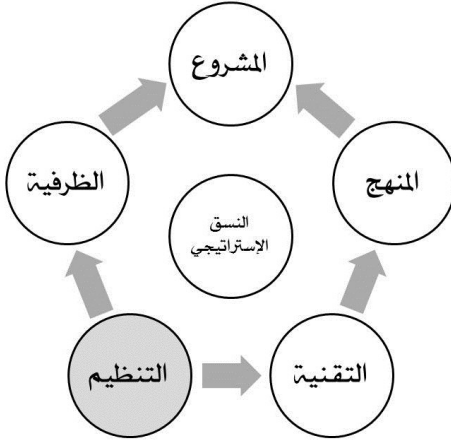 المشروع
المنهج
الظرفية
النسق
الإستراتيجي
التقنية
التنظيم